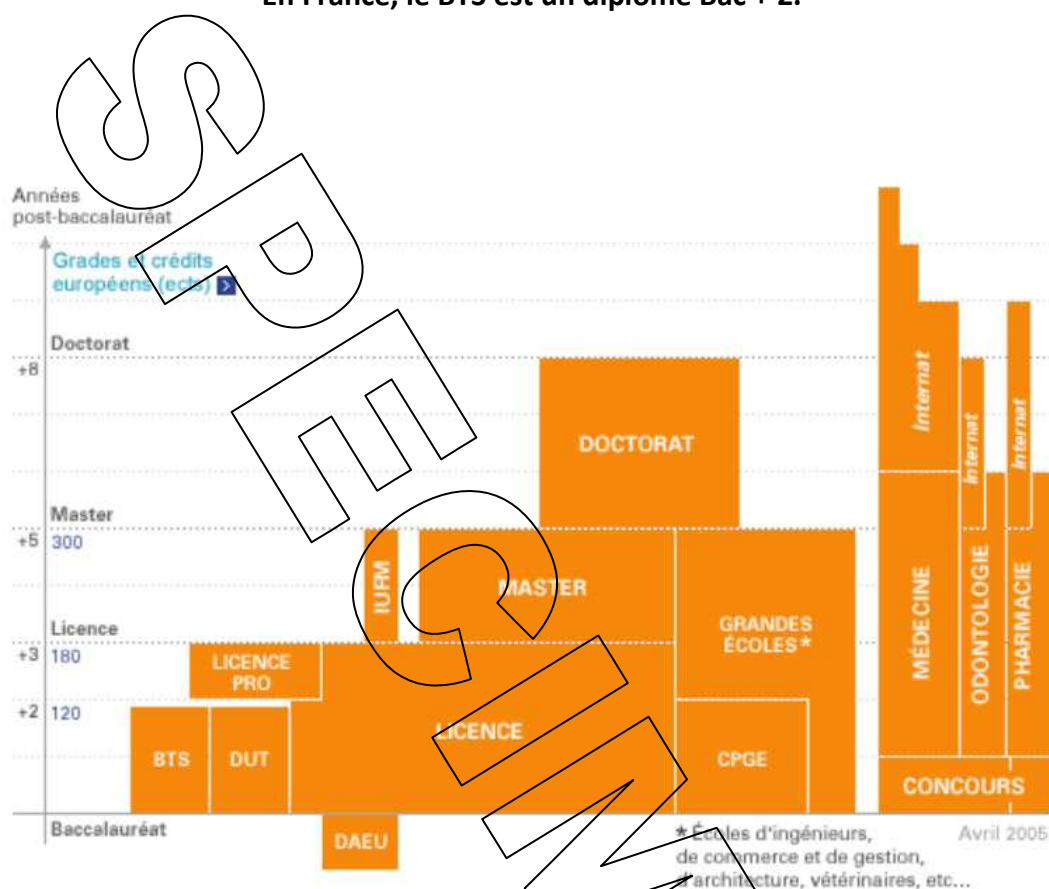 En France, le BTS est un diplôme Bac + 2.
Années
post-baccalauréat
Grades et crédits
européens (ects)
Doctorat
+8
DOCTORAT
Internat
Internat
Internat
Master
+5 300
IUFM
MASTER
GRANDES
ÉCOLES*
MÉDECINE
ODONTOLOGIE
PHARMACIE
Licence
+3 180
LICENCE
PRO
+2 120
BTS
DUT
LICENCE
CPGE
CONCOURS
Baccalauréat
DAEU
* Écoles d'ingénieurs,
de commerce et de gestion,
d'architecture, vétérinaires, etc...
Avril 2005
SPECIM